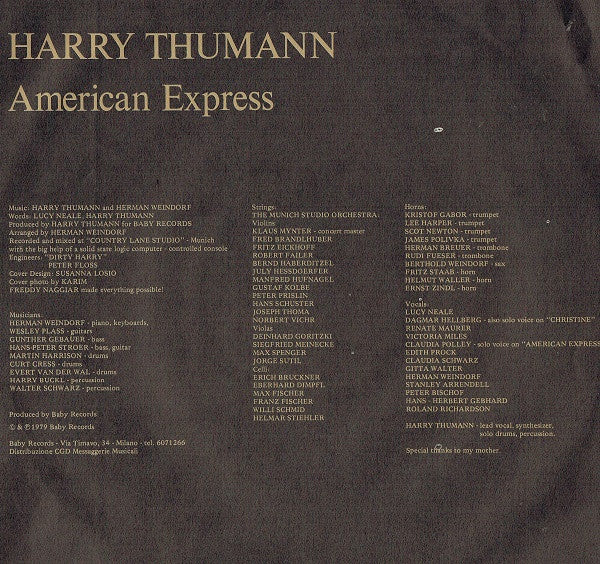 HARRY THUMANN
American Express
Music: HARRY THUMANN and HERMAN WEINDORF
Words: LUCY NEALE, HARRY THUMANN
Produced by HARRY THUMANN for BABY RECORDS
Arranged by HERMAN WEINDORF
Recorded and mixed at "COUNTRY LANE STUDIO" - Munich
with the big help of a solid state logic computer - controlled console
Engineers: "DIRTY HARRY"
PETER FLOSS
Cover Design: SUSANNA LOSIO
Cover photo by KARIM
FREDDY NAGGIAR made everything possible!
Musicians:
HERMAN WEINDORF - piano, keyboards,
WESLEY PLASS - guitars
GUNTHER GEBAUER - bass
HANS-PETER STROER - bass, guitar
MARTIN HARRISON - drums
CURT CRESS - drums
EVERT VAN DER WAL - drums
HARRY BUCKL - percussion
WALTER SCHWARZ - percussion
Produced by Baby Records
© & ℗ 1979 Baby Records
Baby Records - Via Timavo, 34 - Milano - tel. 6071266
Distribuzione CGD Messaggerie Musicali
Strings:
THE MUNICH STUDIO ORCHESTRA:
Violins
KLAUS MYNTER - concert master
FRED BRANDLHUBER
FRITZ EICKHOFF
ROBERT FAILER
BERND HABERDITZEL
JULY HESSDOERFER
MANFRED HUFNAGEL
GUSTAF KOLBE
PETER PRISLIN
HANS SCHUSTER
JOSEPH THOMA
NORBERT VICHR
Violas
DEINHARD GORITZKI
SIEGFRIED MEINECKE
MAX SPENGER
JORGE SUTIL
Celli
ERICH BRUCKNER
EBERHARD DIMPFL
MAX FISCHER
FRANZ FISCHER
WILLI SCHMID
HELMAR STIEHLER
Horns:
KRISTOF GABOR - trumpet
LEE HARPER - trumpet
SCOT NEWTON - trumpet
JAMES POLIVKA - trumpet
HERMAN BREUER - trombone
RUDI FUESER - trombone
BERTHOLD WEINDORF - sax
FRITZ STAAB - horn
HELMUT WALLER - horn
ERNST ZINDL - horn
Vocals:
LUCY NEALE
DAGMAR HELLBERG - also solo voice on "CHRISTINE"
RENATE MAURER
VICTORIA MILES
CLAUDIA POLLEY - solo voice on "AMERICAN EXPRESS
EDITH PROCK
CLAUDIA SCHWARZ
GITTA WALTER
HERMAN WEINDORF
STANLEY ARRENDELL
PETER BISCHOF
HANS - HERBERT GEBHARD
ROLAND RICHARDSON
HARRY THUMANN - lead vocal, synthesizer,
solo drums, percussion.
Special thanks to my mother.